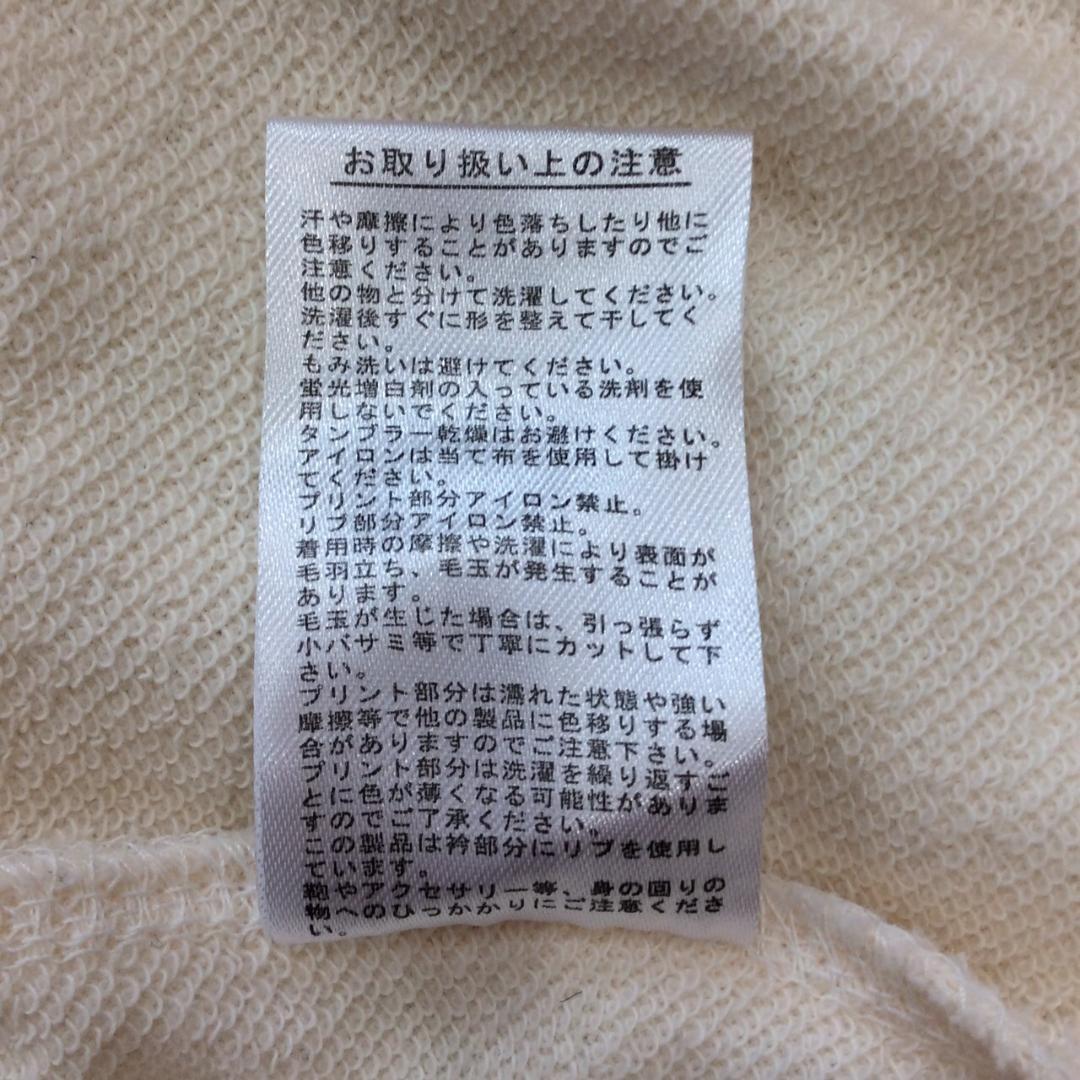 お取り扱い上の注意
汗や摩擦により色落ちしたり他に
色移りすることがありますのでご
注意ください。
他の物と分けて洗濯してください。
洗濯後すぐに形を整えて干してく
ださい。
もみ洗いは避けてください。
蛍光増白剤の入っている洗剤を使
用しないでください。
タンブラー乾燥はお避けください。
アイロンは当て布を使用して掛け
てください。
プリント部分アイロン禁止。
リブ部分アイロン禁止。
着用時の摩擦や洗濯により表面が
毛羽立ち、毛玉が発生することが
あります。
毛玉が生じた場合は、引っ張らず
小バサミ等で丁寧にカットして下
さい。
プリント部分は濡れた状態や強い
摩擦等で他の製品に色移りする場
合がありますのでご注意下さい。
プリント部分は洗濯を繰り返すご
とに色が薄くなる可能性がありま
すのでご了承ください。
この製品は衿部分にリブを使用し
ています。
鞄やアクセサリー等、身の回りの
物へのひっかかりにご注意くださ
い。